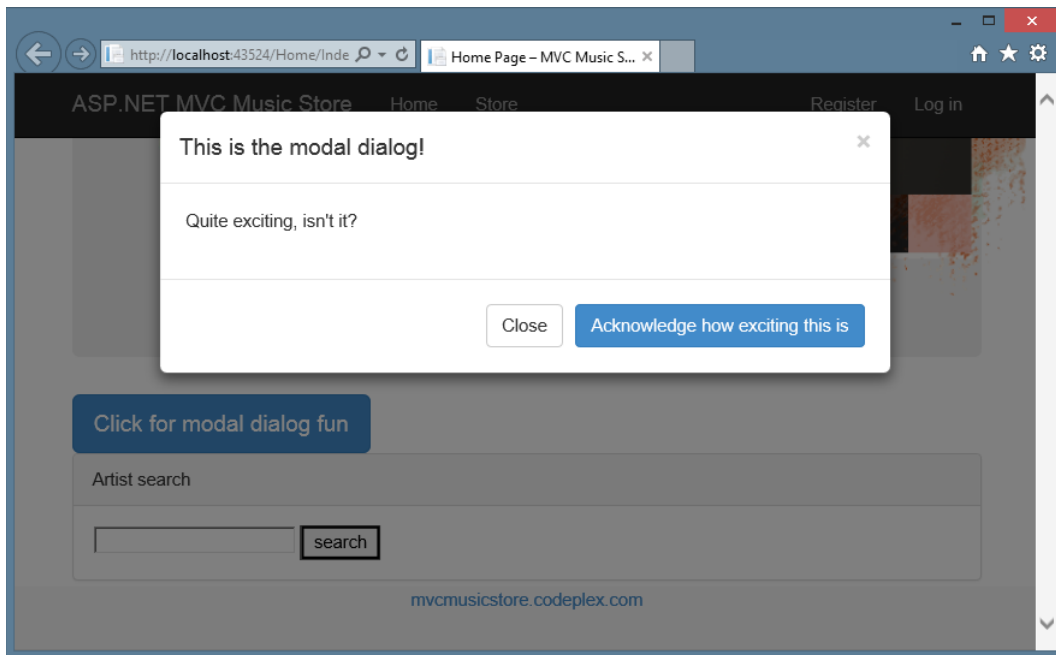 http://localhost:43524/Home/Inde
Home Page – MVC Music S...
ASP.NET MVC Music Store Home Store Register Log in
This is the modal dialog!
Quite exciting, isn't it?
Close Acknowledge how exciting this is
Click for modal dialog fun
Artist search
search
mvcmusicstore.codeplex.com